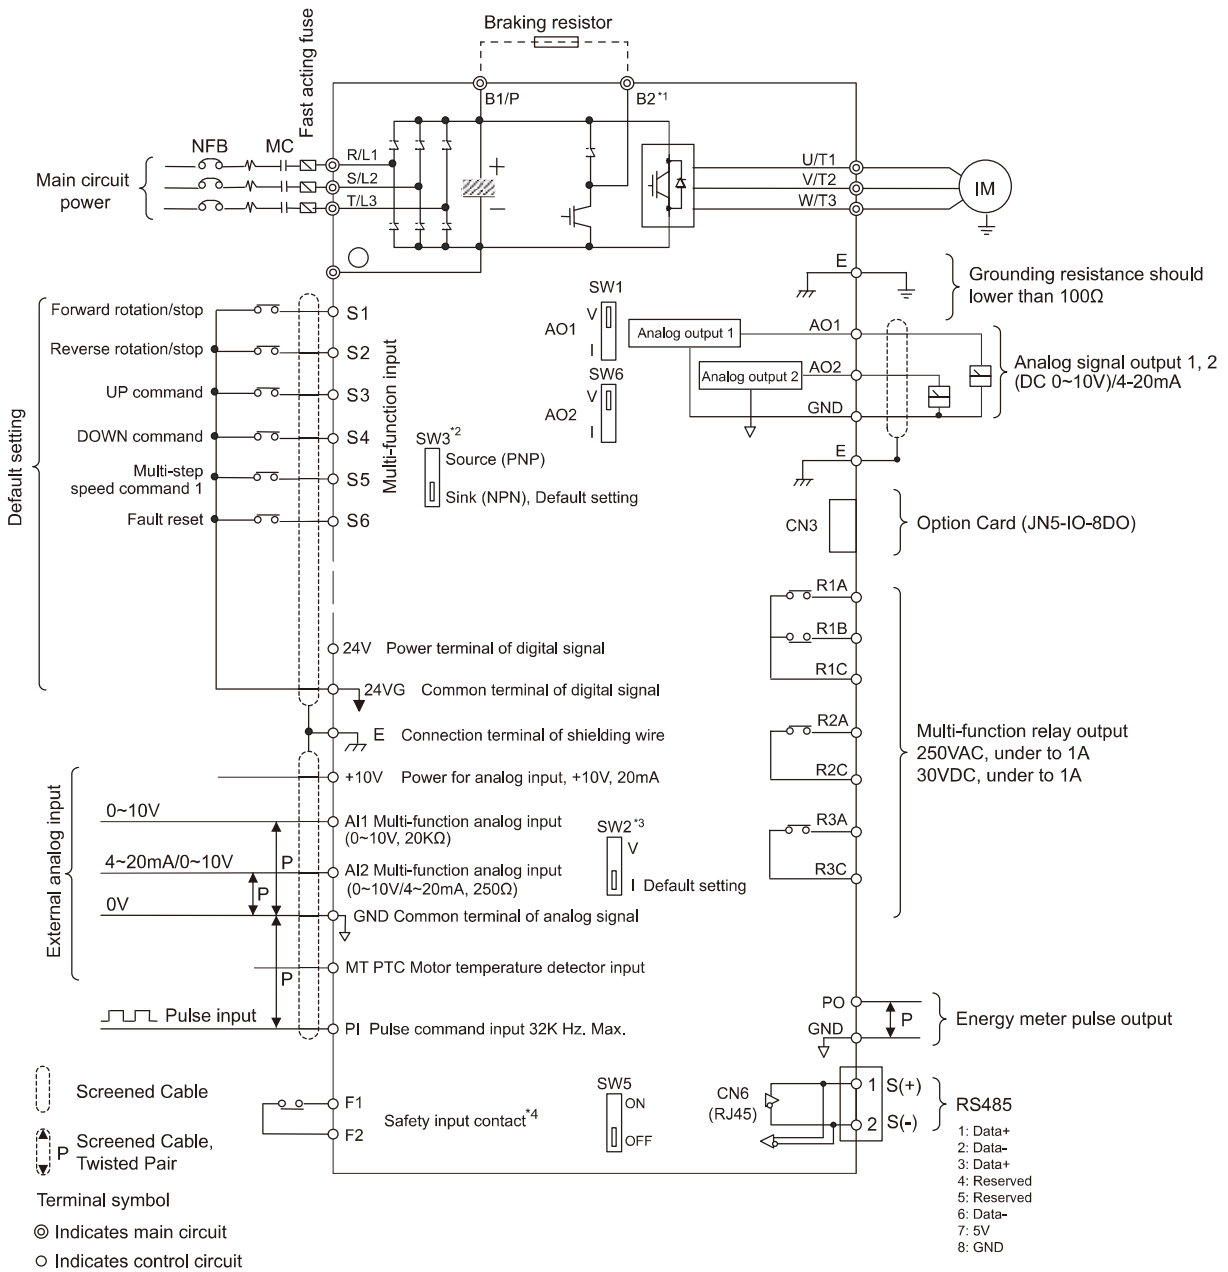 Braking resistor
Fast acting fuse
B1/P
B2*1
NFB
MC
R/L1
S/L2
T/L3
Main circuit
power
+
−
U/T1
V/T2
W/T3
IM
E
Grounding resistance should
lower than 100Ω
Default setting
Forward rotation/stop
S1
Reverse rotation/stop
S2
UP command
S3
DOWN command
S4
Multi-step
speed command 1
S5
Fault reset
S6
Multi-function input
SW1
V
AO1
I
SW6
V
AO2
I
SW3*2
Source (PNP)
Sink (NPN), Default setting
Analog output 1
AO1
Analog output 2
AO2
GND
Analog signal output 1, 2
(DC 0~10V)/4-20mA
E
CN3
Option Card (JN5-IO-8DO)
R1A
R1B
R1C
R2A
R2C
R3A
R3C
Multi-function relay output
250VAC, under to 1A
30VDC, under to 1A
24V Power terminal of digital signal
24VG Common terminal of digital signal
E Connection terminal of shielding wire
External analog input
+10V Power for analog input, +10V, 20mA
0~10V
AI1 Multi-function analog input
(0~10V, 20KΩ)
P
4~20mA/0~10V
AI2 Multi-function analog input
(0~10V/4~20mA, 250Ω)
P
0V
GND Common terminal of analog signal
SW2*3
V
I Default setting
MT PTC Motor temperature detector input
P
Pulse input
PI Pulse command input 32K Hz. Max.
PO
P
GND
Energy meter pulse output
Screened Cable
P Screened Cable,
Twisted Pair
Terminal symbol
Indicates main circuit
Indicates control circuit
F1
F2
Safety input contact*4
SW5
ON
OFF
CN6
(RJ45)
1 S(+)
2 S(-)
RS485
1: Data+
2: Data-
3: Data+
4: Reserved
5: Reserved
6: Data-
7: 5V
8: GND